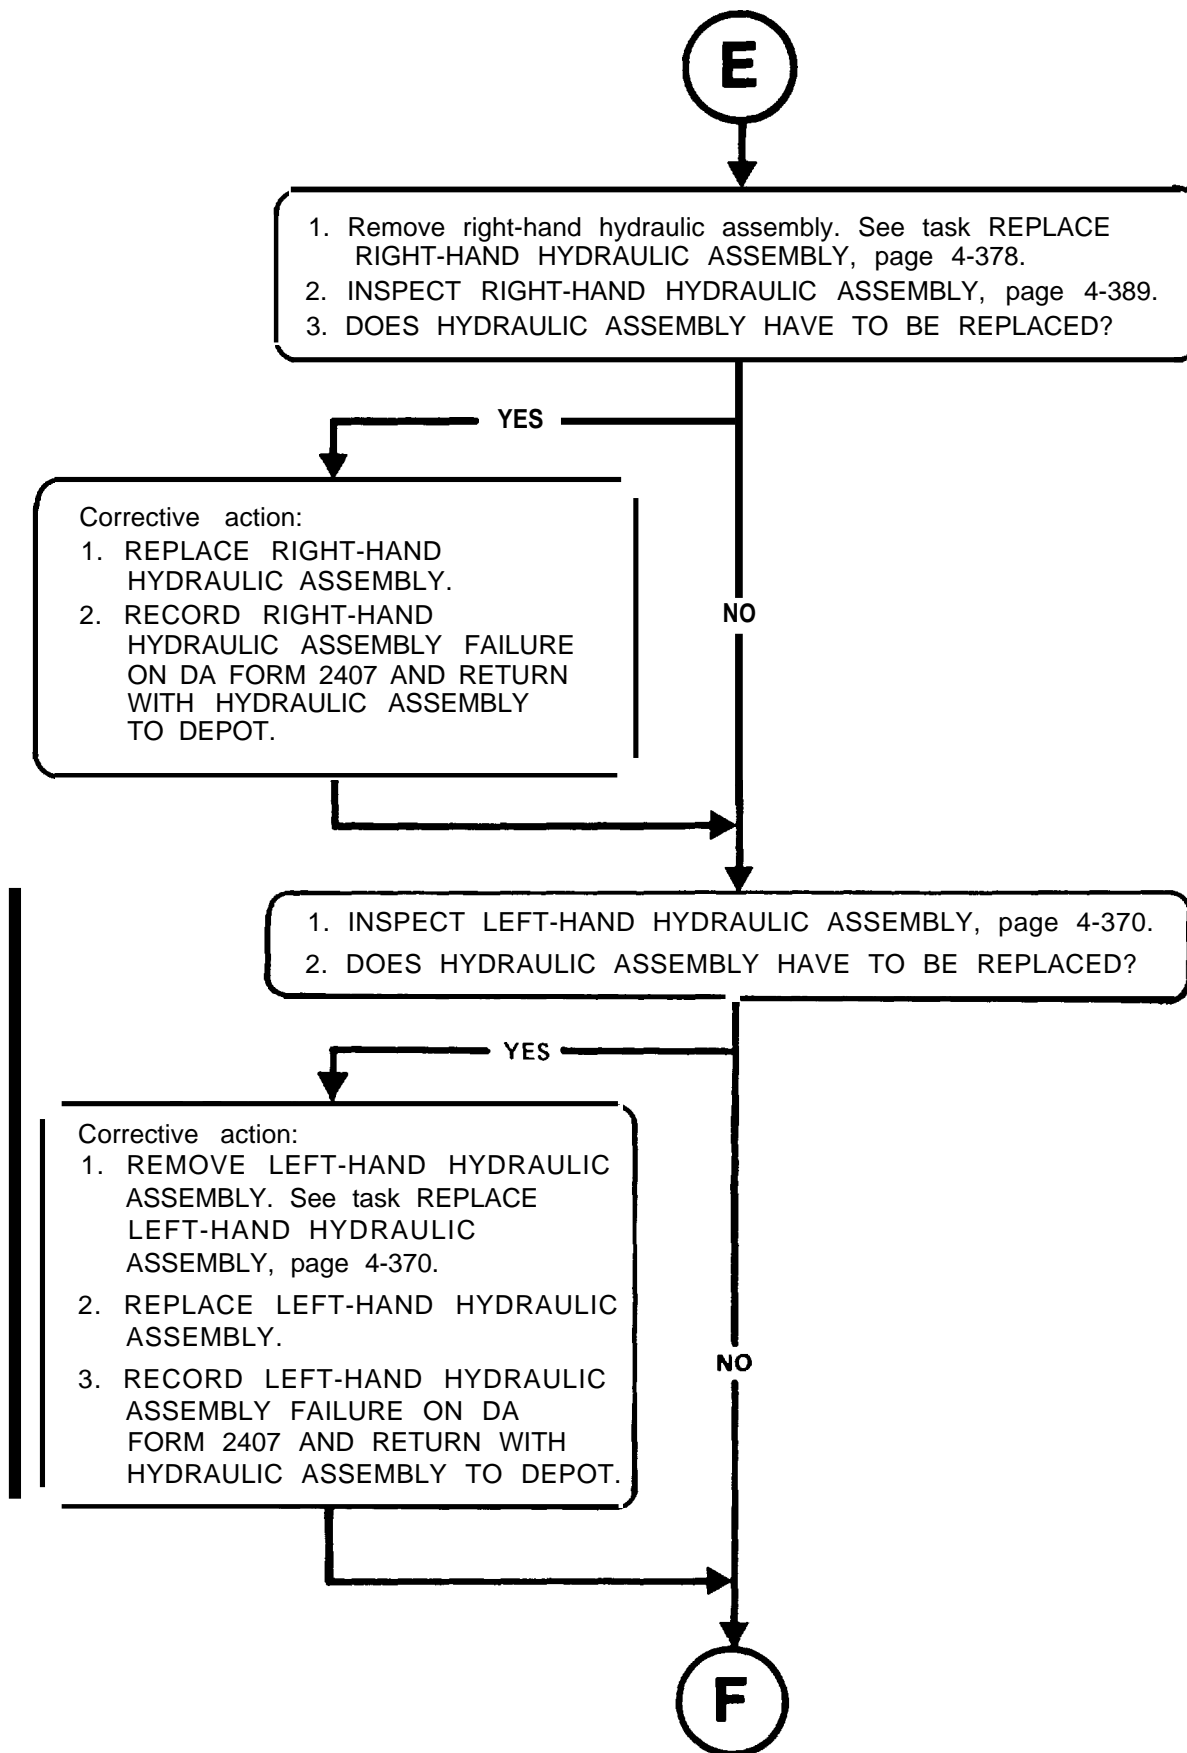 E
1. Remove right-hand hydraulic assembly. See task REPLACE
RIGHT-HAND HYDRAULIC ASSEMBLY, page 4-378.
2. INSPECT RIGHT-HAND HYDRAULIC ASSEMBLY, page 4-389.
3. DOES HYDRAULIC ASSEMBLY HAVE TO BE REPLACED?
YES
Corrective action:
1. REPLACE RIGHT-HAND
HYDRAULIC ASSEMBLY.
2. RECORD RIGHT-HAND
HYDRAULIC ASSEMBLY FAILURE
ON DA FORM 2407 AND RETURN
WITH HYDRAULIC ASSEMBLY
TO DEPOT.
NO
1. INSPECT LEFT-HAND HYDRAULIC ASSEMBLY, page 4-370.
2. DOES HYDRAULIC ASSEMBLY HAVE TO BE REPLACED?
YES
Corrective action:
1. REMOVE LEFT-HAND HYDRAULIC
ASSEMBLY. See task REPLACE
LEFT-HAND HYDRAULIC
ASSEMBLY, page 4-370.
2. REPLACE LEFT-HAND HYDRAULIC
ASSEMBLY.
3. RECORD LEFT-HAND HYDRAULIC
ASSEMBLY FAILURE ON DA
FORM 2407 AND RETURN WITH
HYDRAULIC ASSEMBLY TO DEPOT.
NO
F